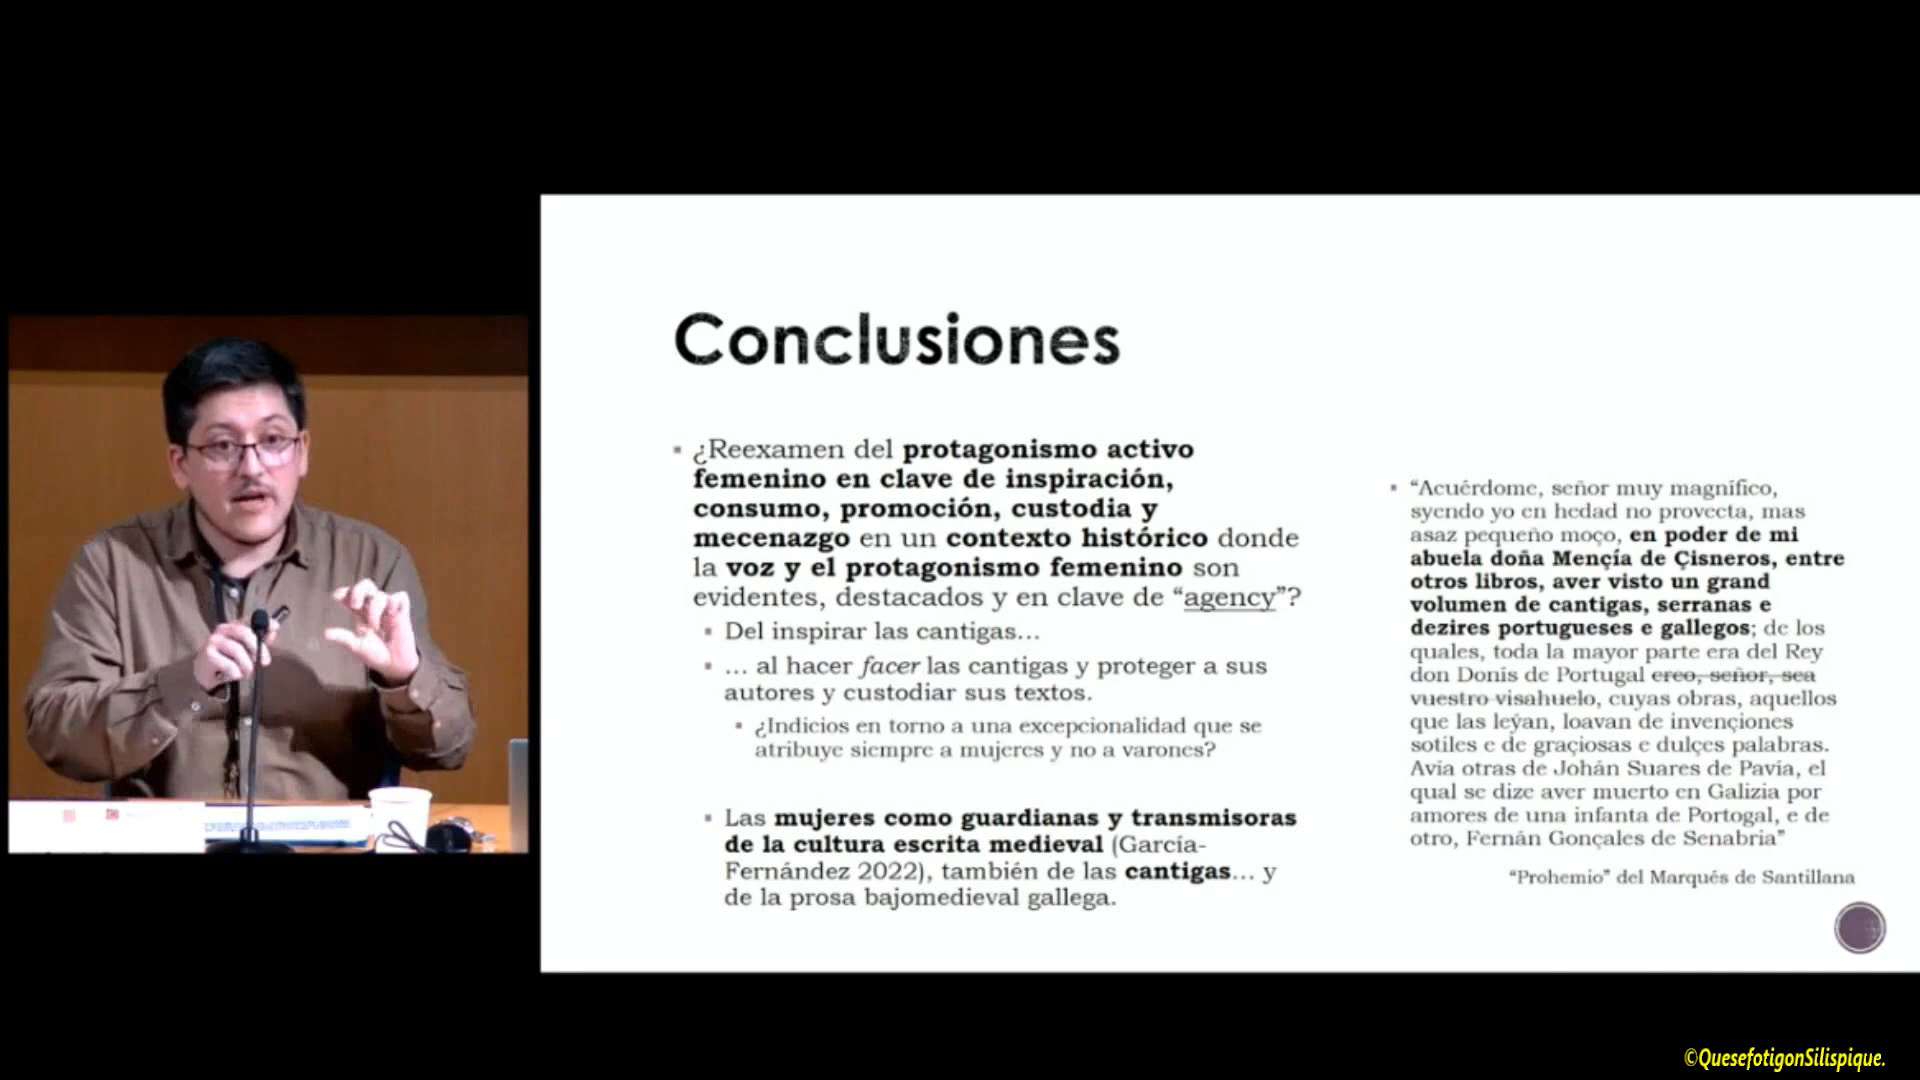 Conclusiones
▪ ¿Reexamen del protagonismo activo
femenino en clave de inspiración,
consumo, promoción, custodia y
mecenazgo en un contexto histórico donde
la voz y el protagonismo femenino son
evidentes, destacados y en clave de “agency”?
▪ Del inspirar las cantigas…
▪ … al hacer facer las cantigas y proteger a sus
autores y custodiar sus textos.
▪ ¿Indicios en torno a una excepcionalidad que se
atribuye siempre a mujeres y no a varones?
▪ Las mujeres como guardianas y transmisoras
de la cultura escrita medieval (García-
Fernández 2022), también de las cantigas… y
de la prosa bajomedieval gallega.
▪ “Acuérdome, señor muy magnífico,
syendo yo en hedad no provecta, mas
asaz pequeño moço, en poder de mi
abuela doña Mençía de Çisneros, entre
otros libros, aver visto un grand
volumen de cantigas, serranas e
dezires portugueses e gallegos; de los
quales, toda la mayor parte era del Rey
don Donís de Portugal creo, señor, sea
vuestro visahuelo, cuyas obras, aquellos
que las leýan, loavan de invençiones
sotiles e de graçiosas e dulçes palabras.
Avía otras de Johán Suares de Pavía, el
qual se dize aver muerto en Galizia por
amores de una infanta de Portogal, e de
otro, Fernán Gonçales de Senabria”
“Prohemio” del Marqués de Santillana
©QuesefotigonSilispique.